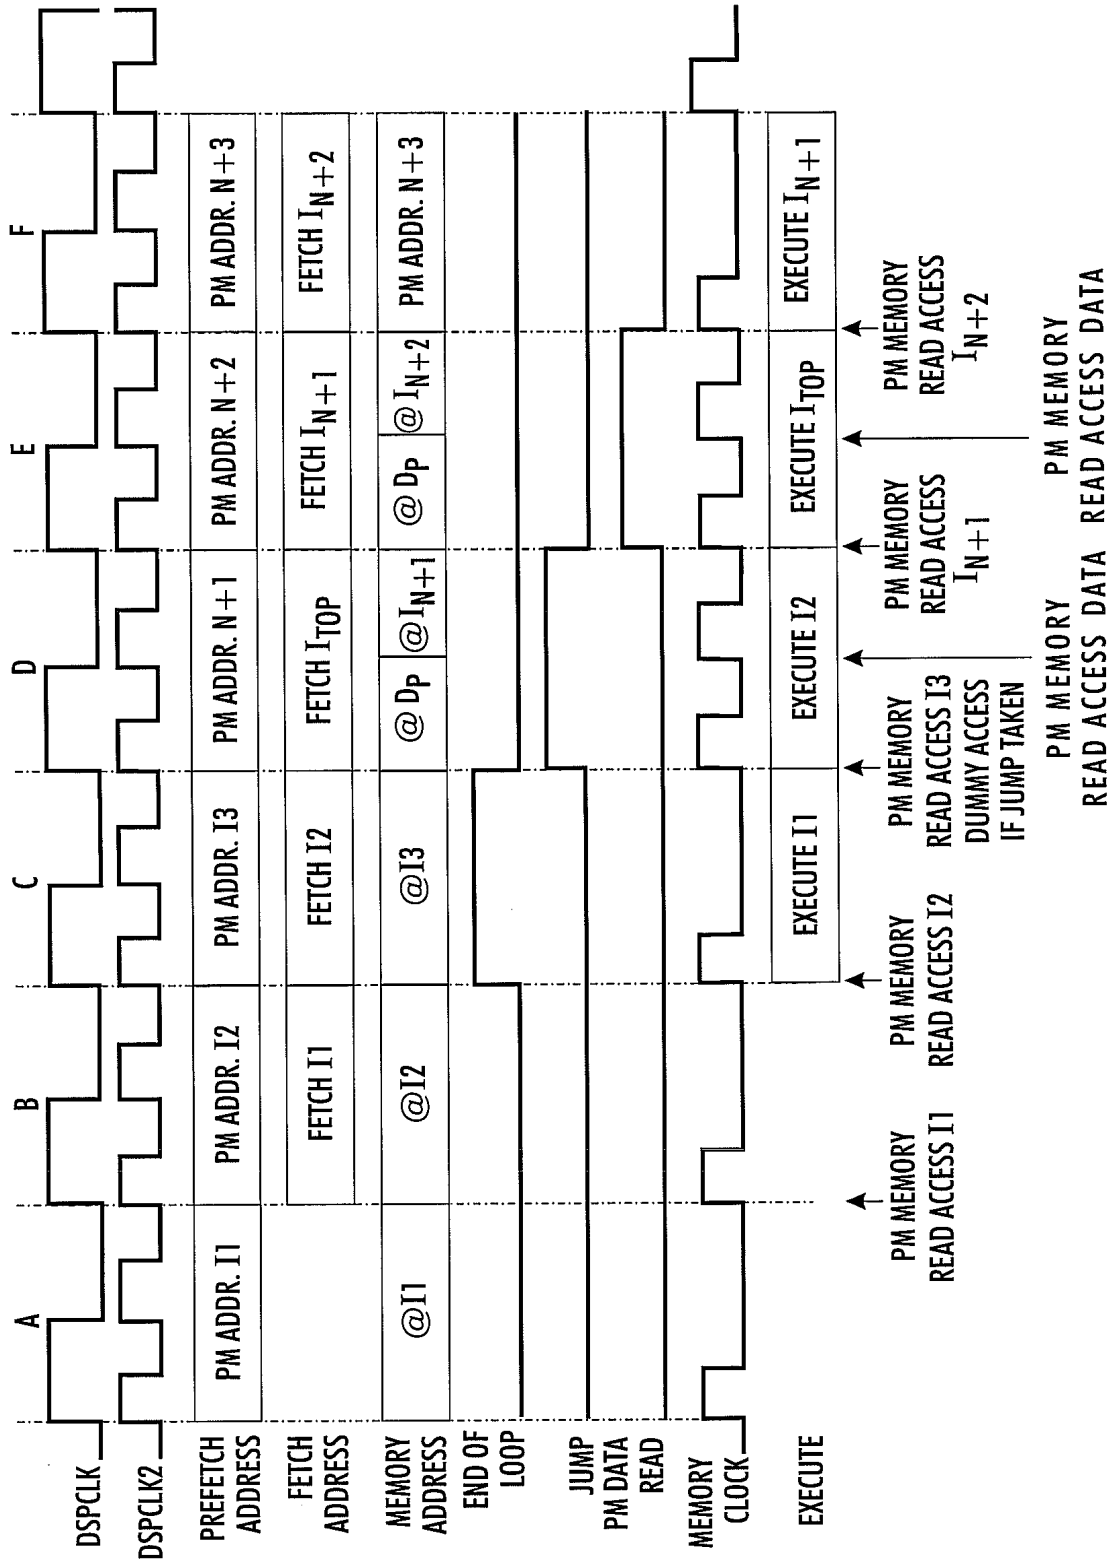 A
B
C
D
E
F
DSPCLK
DSPCLK2
PREFETCH
ADDRESS
PM ADDR. I1
PM ADDR. I2
PM ADDR. I3
PM ADDR. N+1
PM ADDR. N+2
PM ADDR. N+3
FETCH
ADDRESS
FETCH I1
FETCH I2
FETCH ITOP
FETCH IN+1
FETCH IN+2
MEMORY
ADDRESS
@I1
@I2
@I3
@DP
@IN+1
@DP
@IN+2
PM ADDR. N+3
END OF
LOOP
JUMP
PM DATA
READ
MEMORY
CLOCK
EXECUTE
EXECUTE I1
EXECUTE I2
EXECUTE ITOP
EXECUTE IN+1
PM MEMORY
READ ACCESS I1
PM MEMORY
READ ACCESS I2
PM MEMORY
READ ACCESS I3
DUMMY ACCESS
IF JUMP TAKEN
PM MEMORY
READ ACCESS
IN+1
PM MEMORY
READ ACCESS
IN+2
PM MEMORY
READ ACCESS DATA
PM MEMORY
READ ACCESS DATA